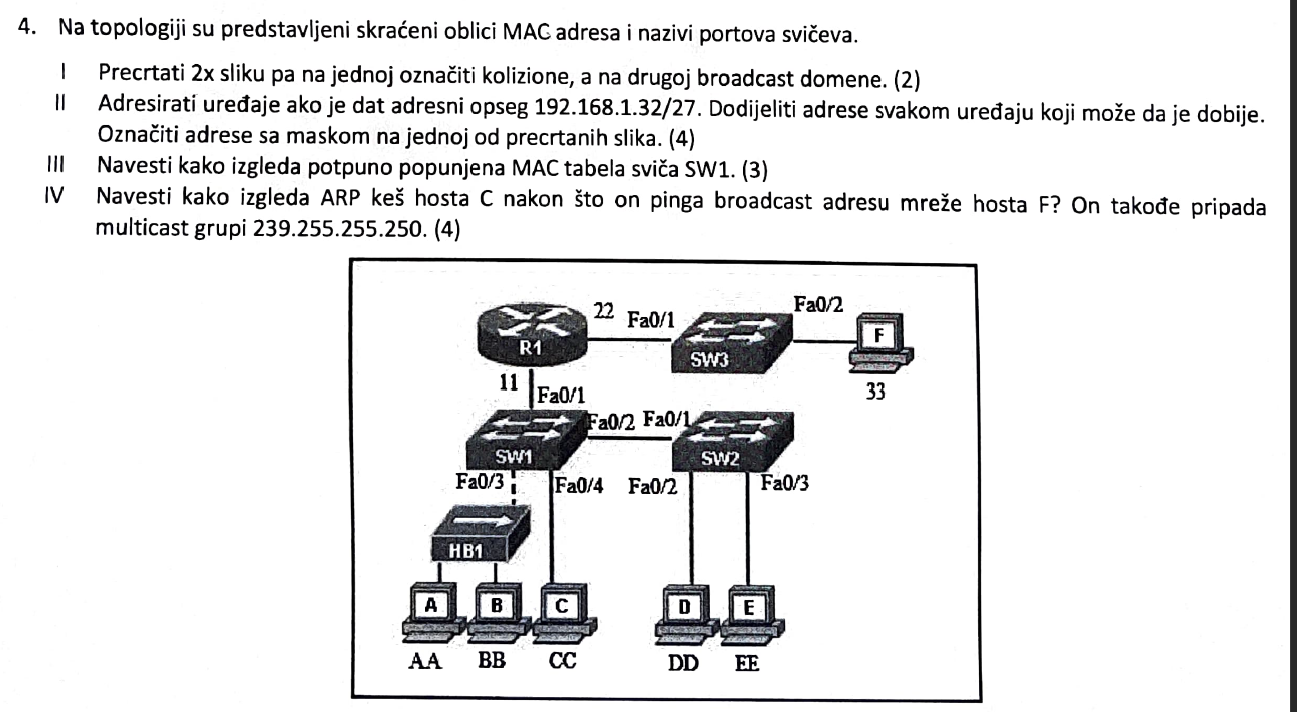 4. Na topologiji su predstavljeni skraćeni oblici MAC adresa i nazivi portova svičeva.
I Precrtati 2x sliku pa na jednoj označiti kolizione, a na drugoj broadcast domene. (2)
II Adresirati uređaje ako je dat adresni opseg 192.168.1.32/27. Dodijeliti adrese svakom uređaju koji može da je dobije.
Označiti adrese sa maskom na jednoj od precrtanih slika. (4)
III Navesti kako izgleda potpuno popunjena MAC tabela sviča SW1. (3)
IV Navesti kako izgleda ARP keš hosta C nakon što on pinga broadcast adresu mreže hosta F? On takođe pripada
multicast grupi 239.255.255.250. (4)
22 Fa0/1 Fa0/2
R1 SW3 F
11 Fa0/1 33
Fa0/2 Fa0/1
SW1 SW2
Fa0/3 Fa0/4 Fa0/2 Fa0/3
HB1
A B C D E
AA BB CC DD EE